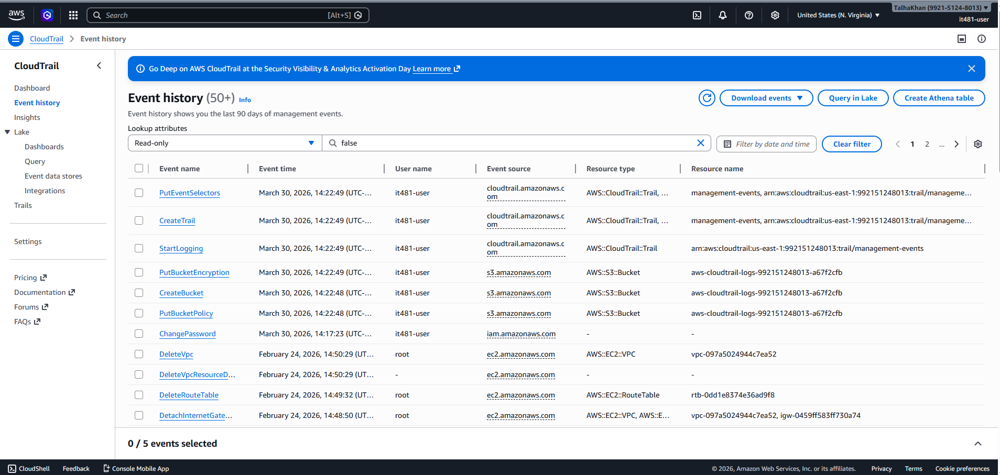 aws
Search [Alt+S]
United States (N. Virginia)
TalhaKhan (9921-5124-8013)
it481-user
CloudTrail > Event history
CloudTrail
Dashboard
Event history
Insights
Lake
Dashboards
Query
Event data stores
Integrations
Trails
Settings
Pricing
Documentation
Forums
FAQs
Go Deep on AWS CloudTrail at the Security Visibility & Analytics Activation Day Learn more
Event history (50+) Info
Download events
Query in Lake
Create Athena table
Event history shows you the last 90 days of management events.
Lookup attributes
Read-only
false
Filter by date and time
Clear filter
1 2 ...
Event name Event time User name Event source Resource type Resource name
PutEventSelectors March 30, 2026, 14:22:49 (UTC-... it481-user cloudtrail.amazonaws.com AWS::CloudTrail::Trail, ... management-events, arn:aws:cloudtrail:us-east-1:992151248013:trail/manageme...
CreateTrail March 30, 2026, 14:22:49 (UTC-... it481-user cloudtrail.amazonaws.com AWS::CloudTrail::Trail, ... management-events, arn:aws:cloudtrail:us-east-1:992151248013:trail/manageme...
StartLogging March 30, 2026, 14:22:49 (UTC-... it481-user cloudtrail.amazonaws.com AWS::CloudTrail::Trail arn:aws:cloudtrail:us-east-1:992151248013:trail/management-events
PutBucketEncryption March 30, 2026, 14:22:49 (UTC-... it481-user s3.amazonaws.com AWS::S3::Bucket aws-cloudtrail-logs-992151248013-a67f2cfb
CreateBucket March 30, 2026, 14:22:48 (UTC-... it481-user s3.amazonaws.com AWS::S3::Bucket aws-cloudtrail-logs-992151248013-a67f2cfb
PutBucketPolicy March 30, 2026, 14:22:48 (UTC-... it481-user s3.amazonaws.com AWS::S3::Bucket aws-cloudtrail-logs-992151248013-a67f2cfb
ChangePassword March 30, 2026, 14:17:23 (UTC-... it481-user iam.amazonaws.com - -
DeleteVpc February 24, 2026, 14:50:29 (UT... root ec2.amazonaws.com AWS::EC2::VPC vpc-097a5024944c7ea52
DeleteVpcResourceD... February 24, 2026, 14:50:29 (UT... - ec2.amazonaws.com - -
DeleteRouteTable February 24, 2026, 14:49:32 (UT... root ec2.amazonaws.com AWS::EC2::RouteTable rtb-0dd1e8374e36ad9f8
DetachInternetGate... February 24, 2026, 14:48:50 (UT... root ec2.amazonaws.com AWS::EC2::VPC, AWS::E... vpc-097a5024944c7ea52, igw-0459ff583ff730a74
0 / 5 events selected
CloudShell Feedback Console Mobile App
© 2026, Amazon Web Services, Inc. or its affiliates. Privacy Terms Cookie preferences